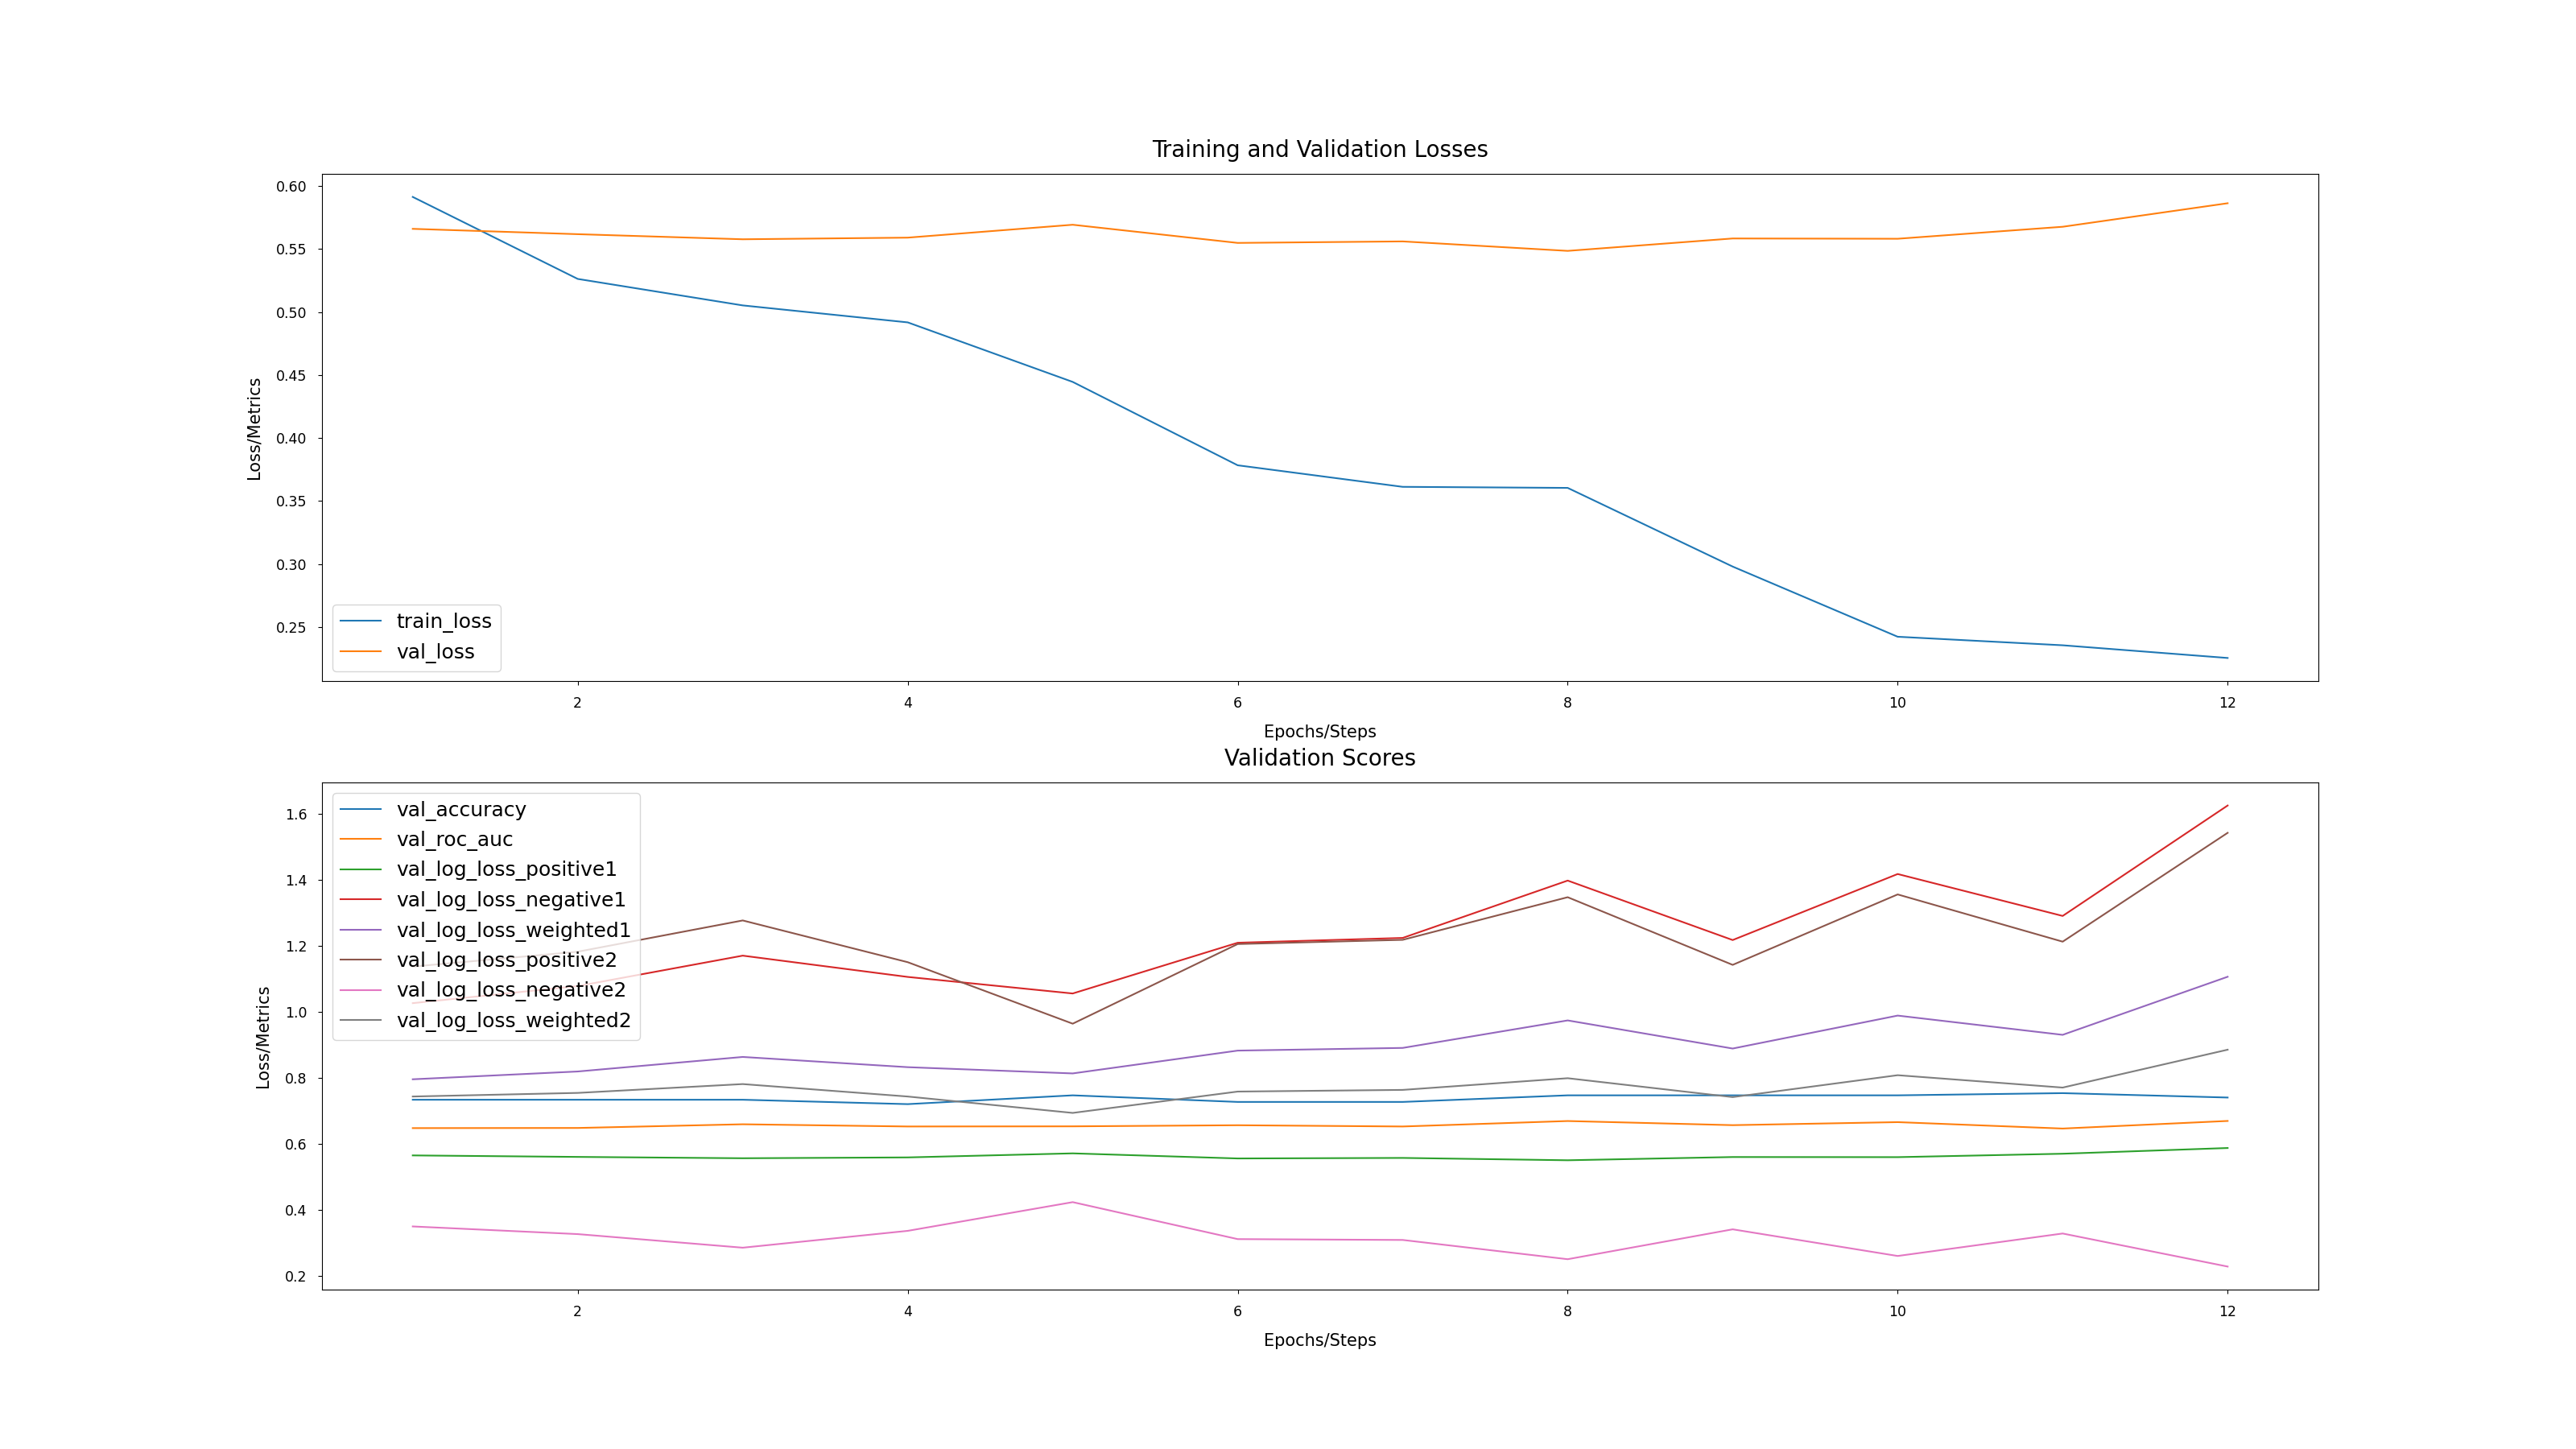 Training and Validation Losses
0.60
0.55
0.50
0.45
0.40
0.35
0.30
0.25
Loss/Metrics
train_loss
val_loss
2 4 6 8 10 12
Epochs/Steps
Validation Scores
1.6
1.4
1.2
1.0
0.8
0.6
0.4
0.2
Loss/Metrics
val_accuracy
val_roc_auc
val_log_loss_positive1
val_log_loss_negative1
val_log_loss_weighted1
val_log_loss_positive2
val_log_loss_negative2
val_log_loss_weighted2
2 4 6 8 10 12
Epochs/Steps